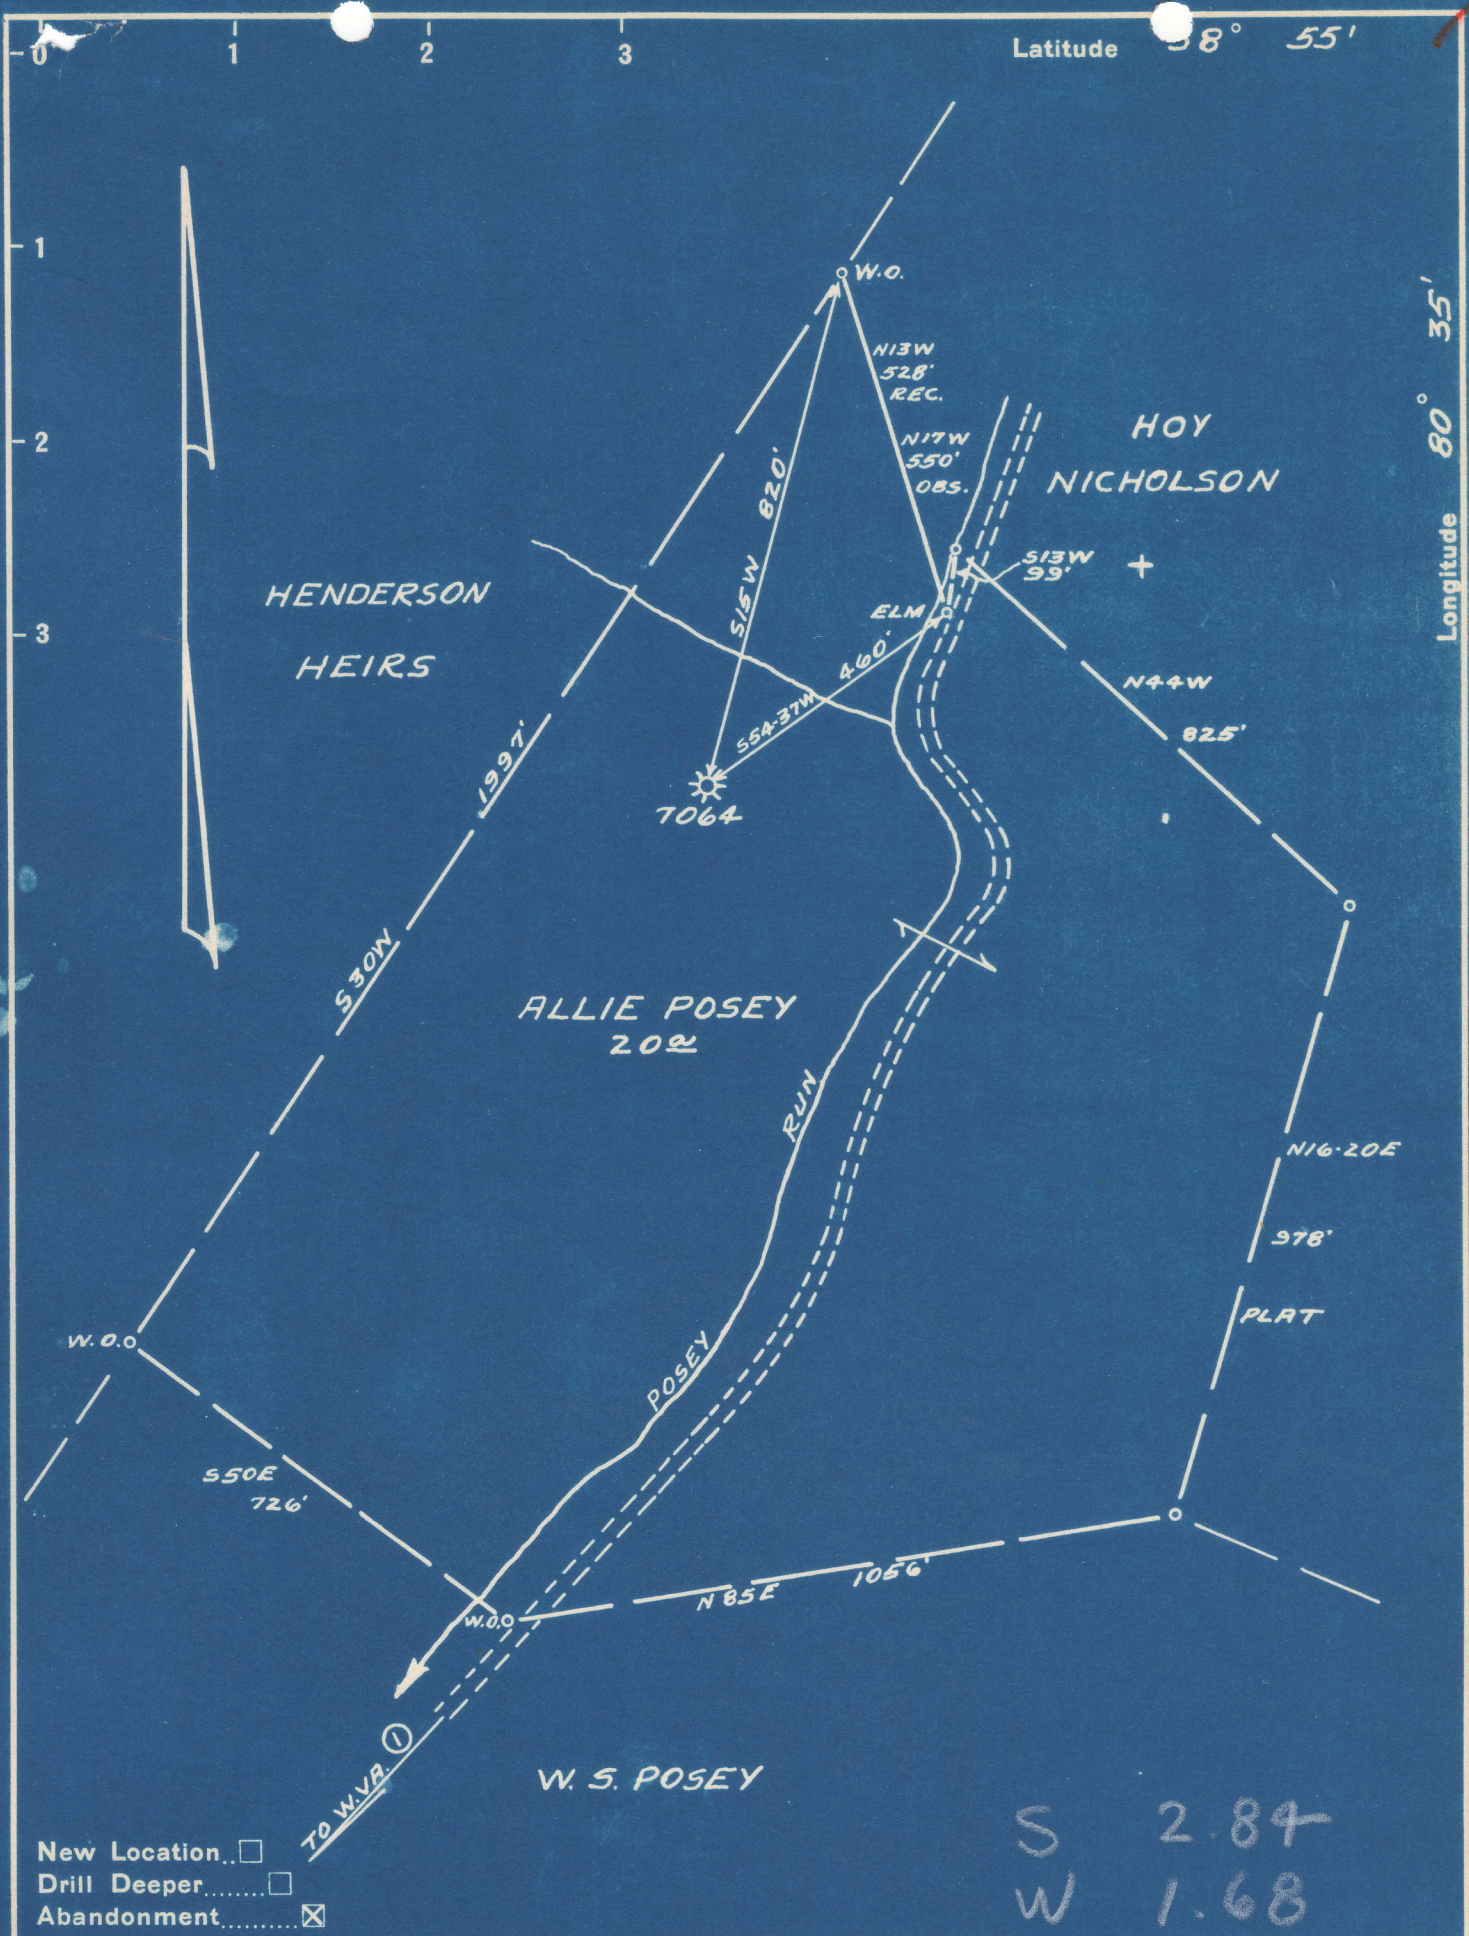 0 1 2 3
Latitude 38° 55'
1
2
3
Longitude 80° 35'
W.O.
N13W
528'
REC.
N17W
550'
OBS.
HOY
NICHOLSON
S13W
99'
+
ELM
820'
S15W
460'
S54-37W
7064
HENDERSON
HEIRS
N44W
825'
1997'
S30W
ALLIE POSEY
20a
RUN
POSEY
N16-20E
978'
PLAT
W.O.
S50E
726'
W.O.
N85E 1056'
1
TO W.VA.
W. S. POSEY
S 2.84
W 1.68
New Location..☐
Drill Deeper.......☐
Abandonment..........☒